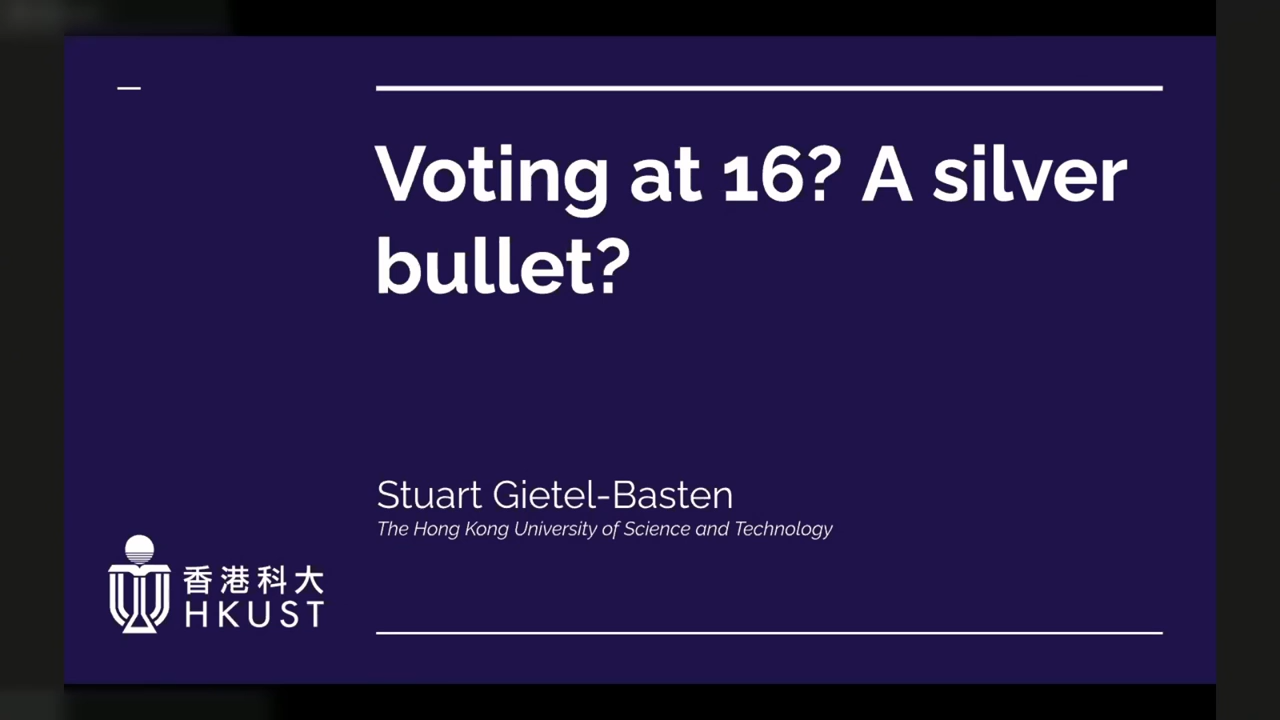 Voting at 16? A silver
bullet?
Stuart Gietel-Basten
The Hong Kong University of Science and Technology
香港科大
HKUST